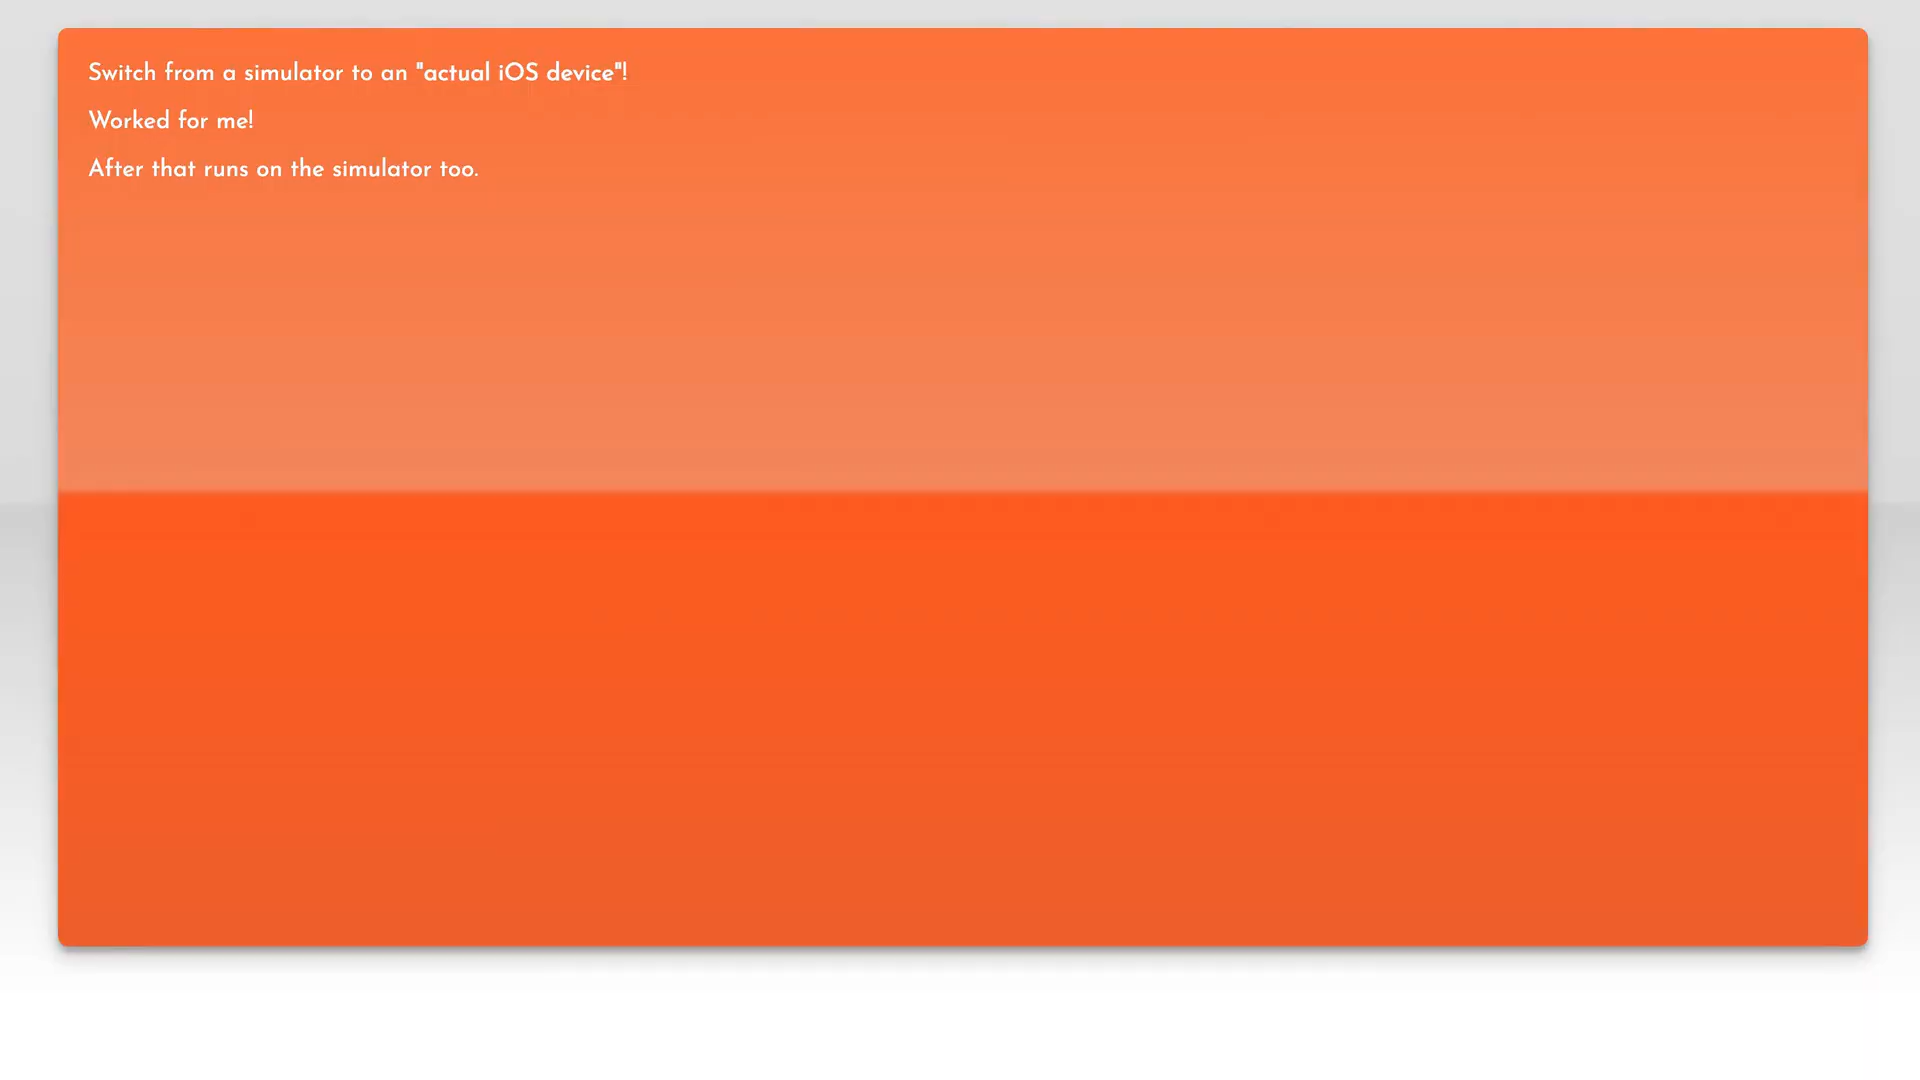 Switch from a simulator to an "actual iOS device"!
Worked for me!
After that runs on the simulator too.